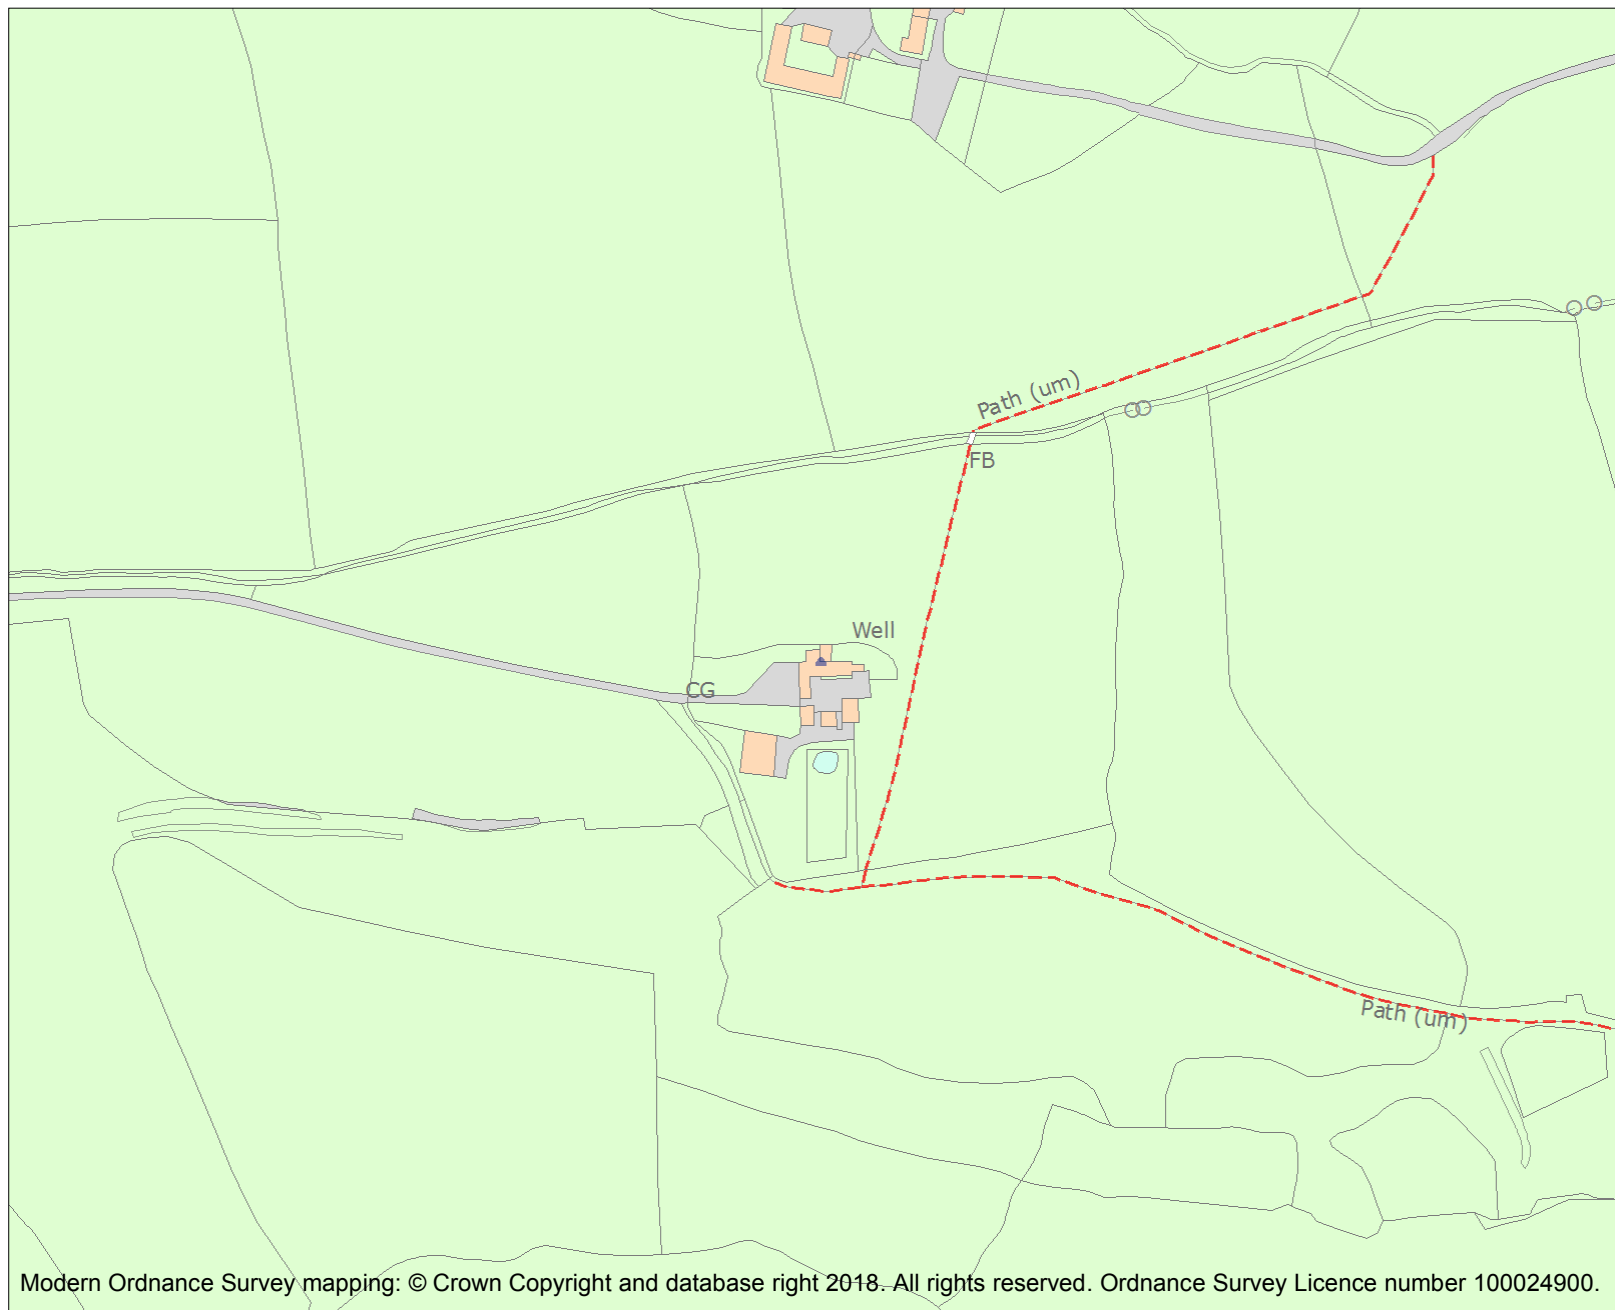 Path (um)
FB
Well
CG
Path (um)
Modern Ordnance Survey mapping: © Crown Copyright and database right 2018. All rights reserved. Ordnance Survey Licence number 100024900.